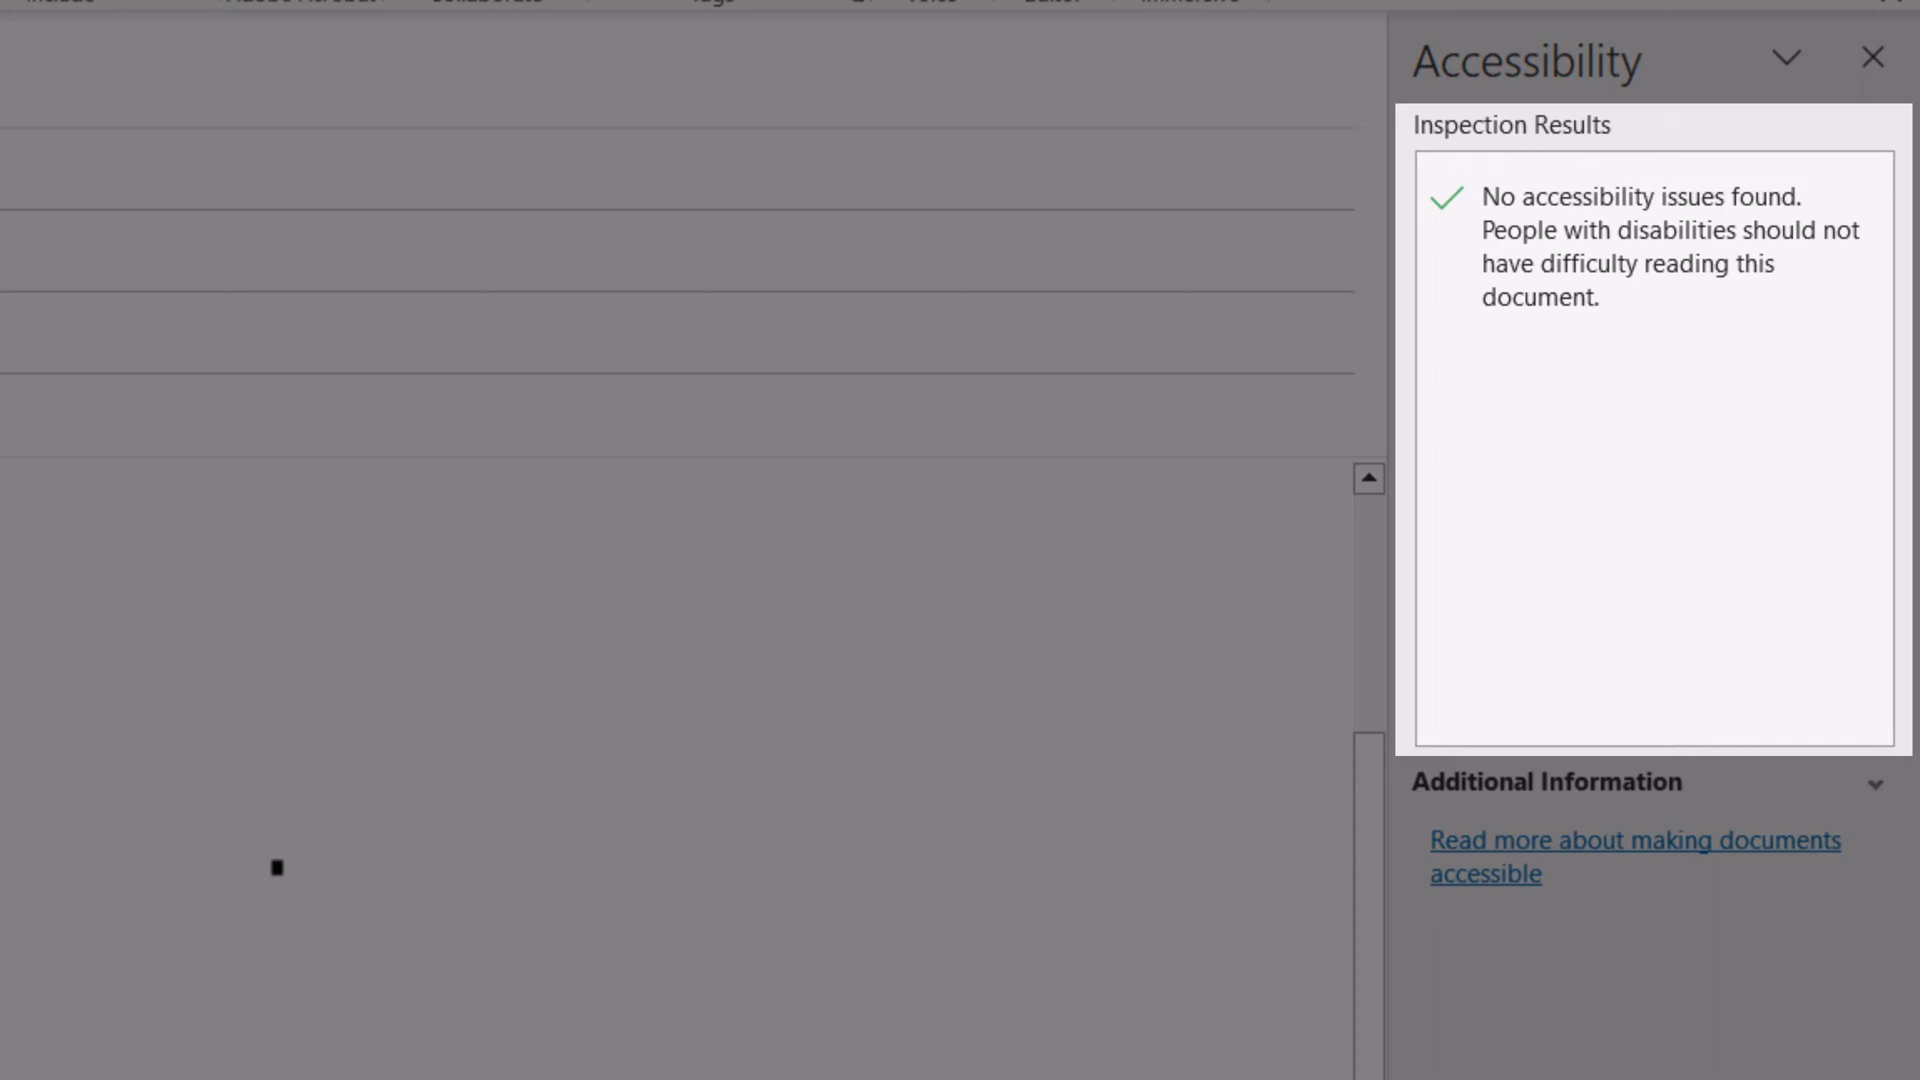 Accessibility
Inspection Results
No accessibility issues found.
People with disabilities should not
have difficulty reading this
document.
Additional Information
Read more about making documents
accessible